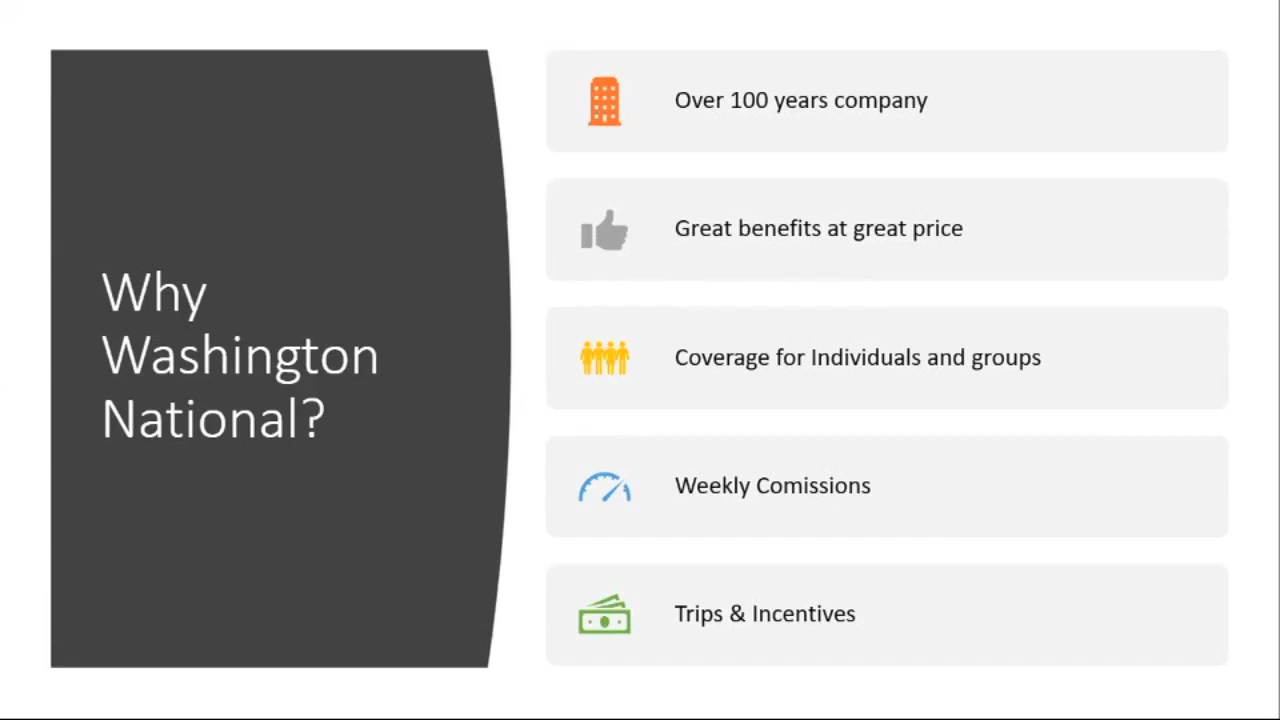 Why
Washington
National?
Over 100 years company
Great benefits at great price
Coverage for Individuals and groups
Weekly Comissions
Trips & Incentives